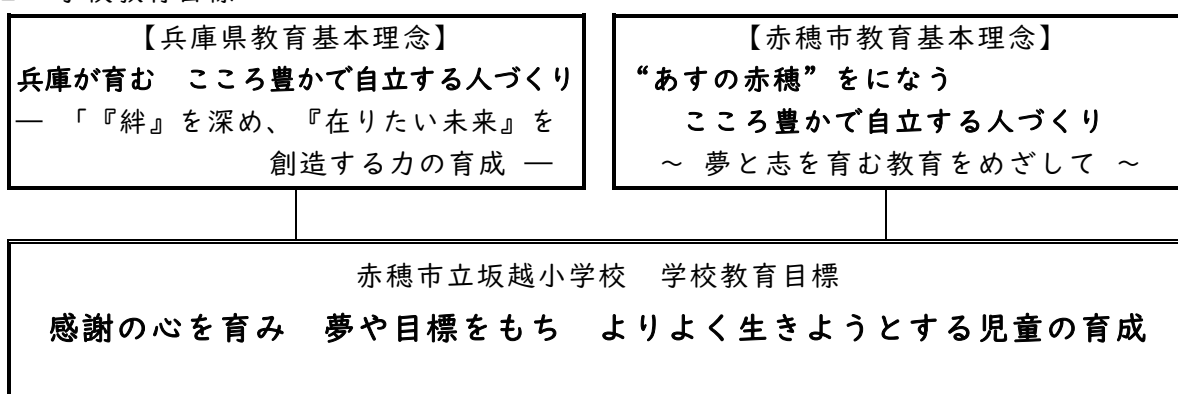 【兵庫県教育基本理念】
兵庫が育む　こころ豊かで自立する人づくり
― 「『絆』を深め、『在りたい未来』を
創造する力の育成 ―
【赤穂市教育基本理念】
“あすの赤穂”をになう
こころ豊かで自立する人づくり
～ 夢と志を育む教育をめざして ～
赤穂市立坂越小学校　学校教育目標
感謝の心を育み　夢や目標をもち　よりよく生きようとする児童の育成